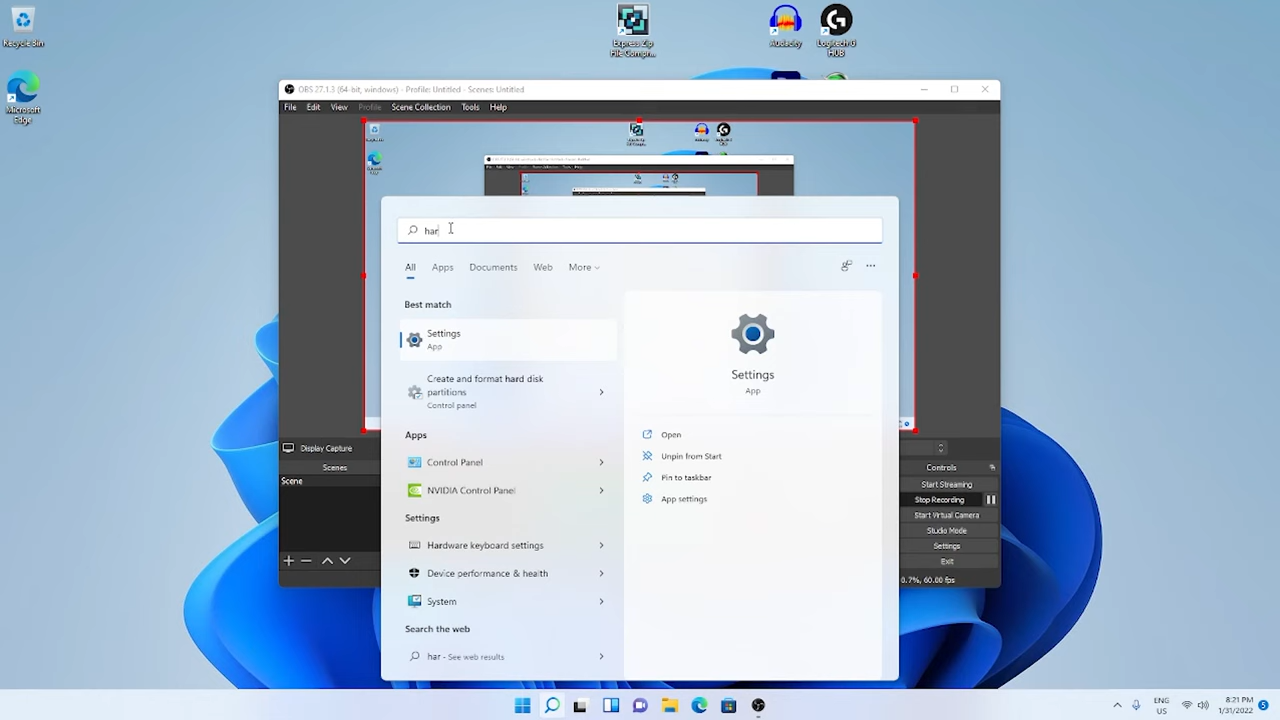 Recycle Bin
Microsoft
Edge
Express Zip
File Compr...
Audacity
Logitech G
HUB
OBS 27.1.3 (64-bit, windows) - Profile: Untitled - Scenes: Untitled
File Edit View Profile Scene Collection Tools Help
har
All Apps Documents Web More
Best match
Settings
App
Create and format hard disk
partitions
Control panel
Apps
Control Panel
NVIDIA Control Panel
Settings
Hardware keyboard settings
Device performance & health
System
Search the web
har - See web results
Settings
App
Open
Unpin from Start
Pin to taskbar
App settings
Display Capture
Scenes
Scene
Controls
Start Streaming
Stop Recording
Start Virtual Camera
Studio Mode
Settings
Exit
0.7%, 60.00 fps
ENG
US
8:21 PM
1/31/2022